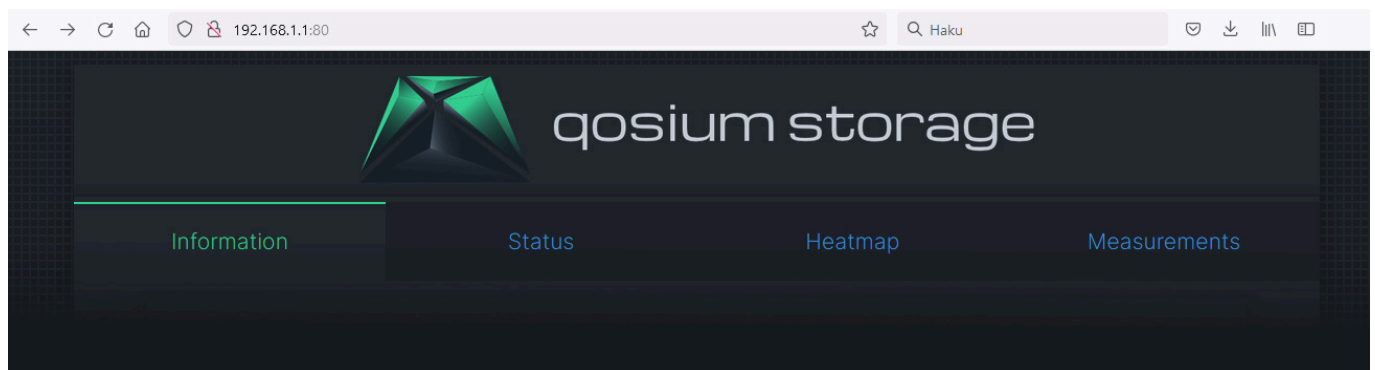 192.168.1.1:80 Haku
qosium storage
Information Status Heatmap Measurements